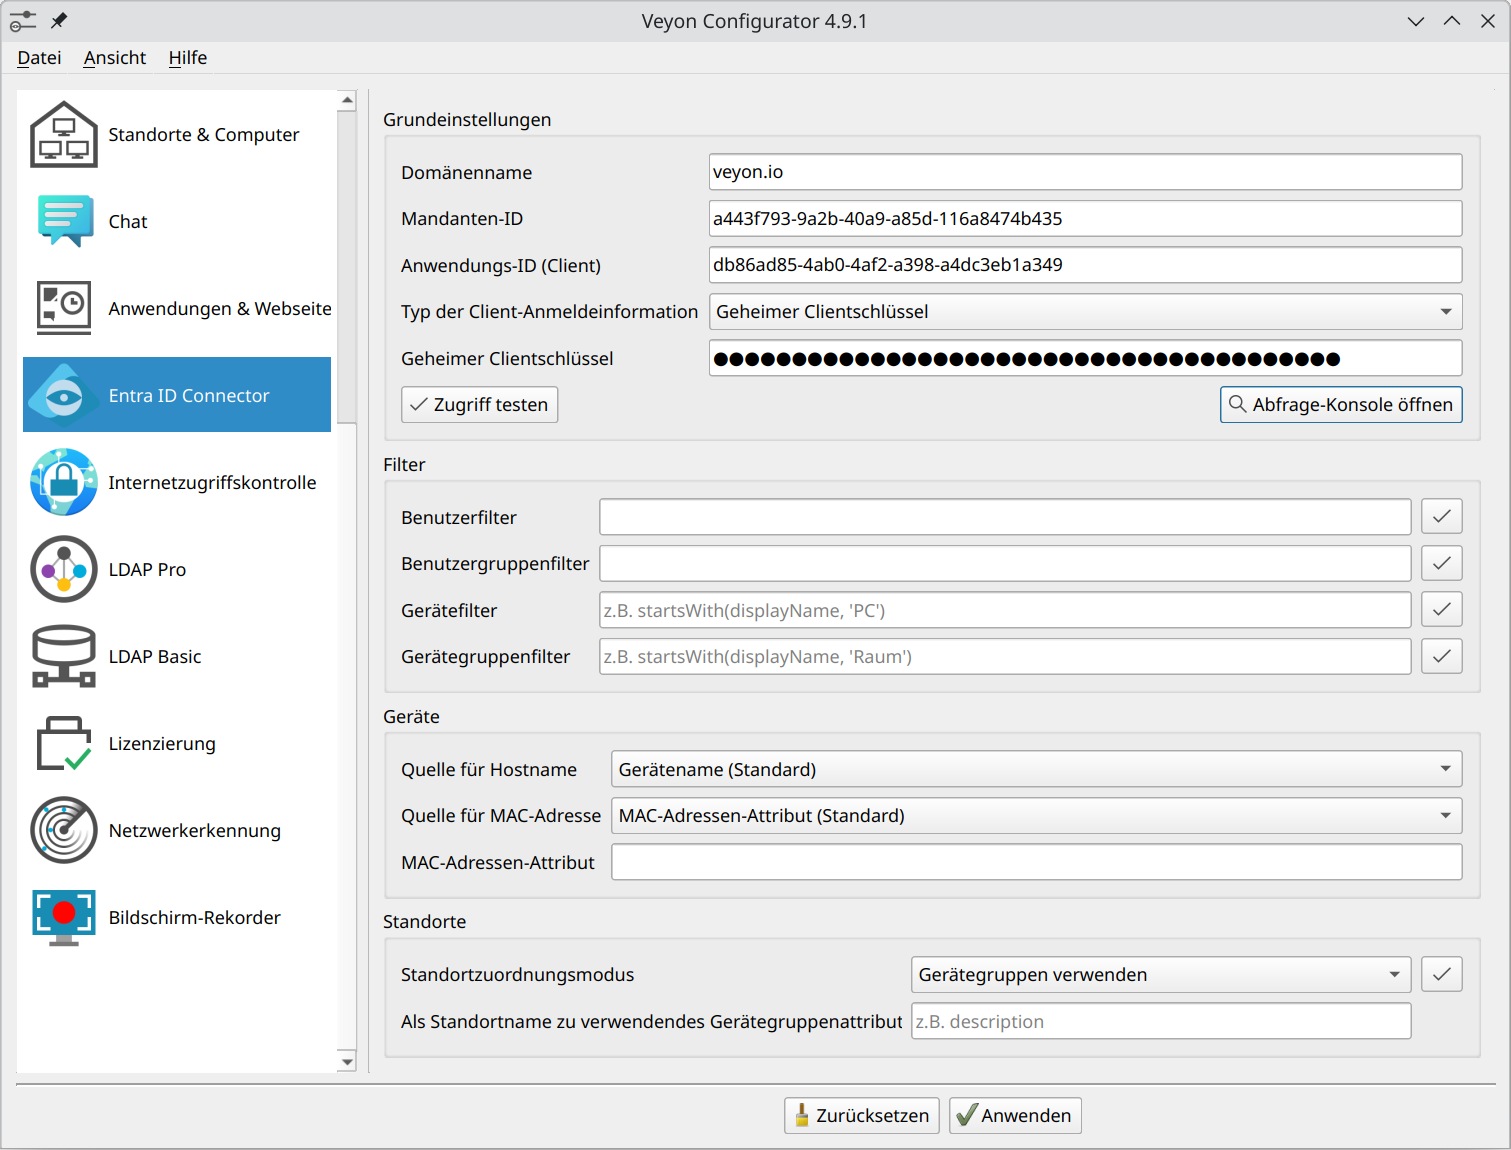 Veyon Configurator 4.9.1
Datei Ansicht Hilfe
Standorte & Computer
Chat
Anwendungen & Webseite
Entra ID Connector
Internetzugriffskontrolle
LDAP Pro
LDAP Basic
Lizenzierung
Netzwerkerkennung
Bildschirm-Rekorder
Grundeinstellungen
Domänenname veyon.io
Mandanten-ID a443f793-9a2b-40a9-a85d-116a8474b435
Anwendungs-ID (Client) db86ad85-4ab0-4af2-a398-a4dc3eb1a349
Typ der Client-Anmeldeinformation Geheimer Clientschlüssel
Geheimer Clientschlüssel ●●●●●●●●●●●●●●●●●●●●●●●●●●●●●●●●●●●●●●●●
Zugriff testen Abfrage-Konsole öffnen
Filter
Benutzerfilter
Benutzergruppenfilter
Gerätefilter z.B. startsWith(displayName, 'PC')
Gerätegruppenfilter z.B. startsWith(displayName, 'Raum')
Geräte
Quelle für Hostname Gerätename (Standard)
Quelle für MAC-Adresse MAC-Adressen-Attribut (Standard)
MAC-Adressen-Attribut
Standorte
Standortzuordnungsmodus Gerätegruppen verwenden
Als Standortname zu verwendendes Gerätegruppenattribut z.B. description
Zurücksetzen Anwenden